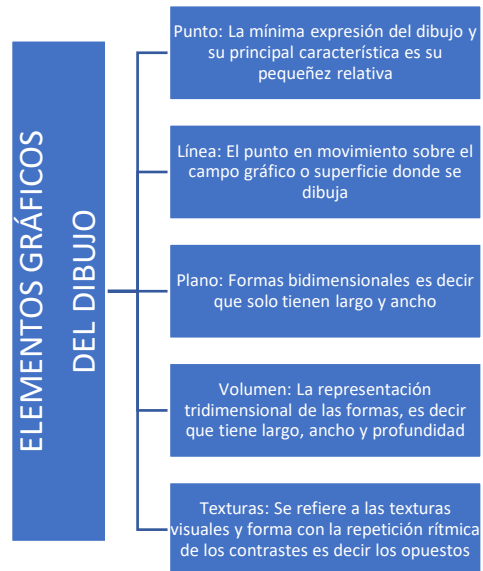 ELEMENTOS GRÁFICOS
DEL DIBUJO
Punto: La mínima expresión del dibujo y
su principal característica es su
pequeñez relativa
Línea: El punto en movimiento sobre el
campo gráfico o superficie donde se
dibuja
Plano: Formas bidimensionales es decir
que solo tienen largo y ancho
Volumen: La representación
tridimensional de las formas, es decir
que tiene largo, ancho y profundidad
Texturas: Se refiere a las texturas
visuales y forma con la repetición rítmica
de los contrastes es decir los opuestos